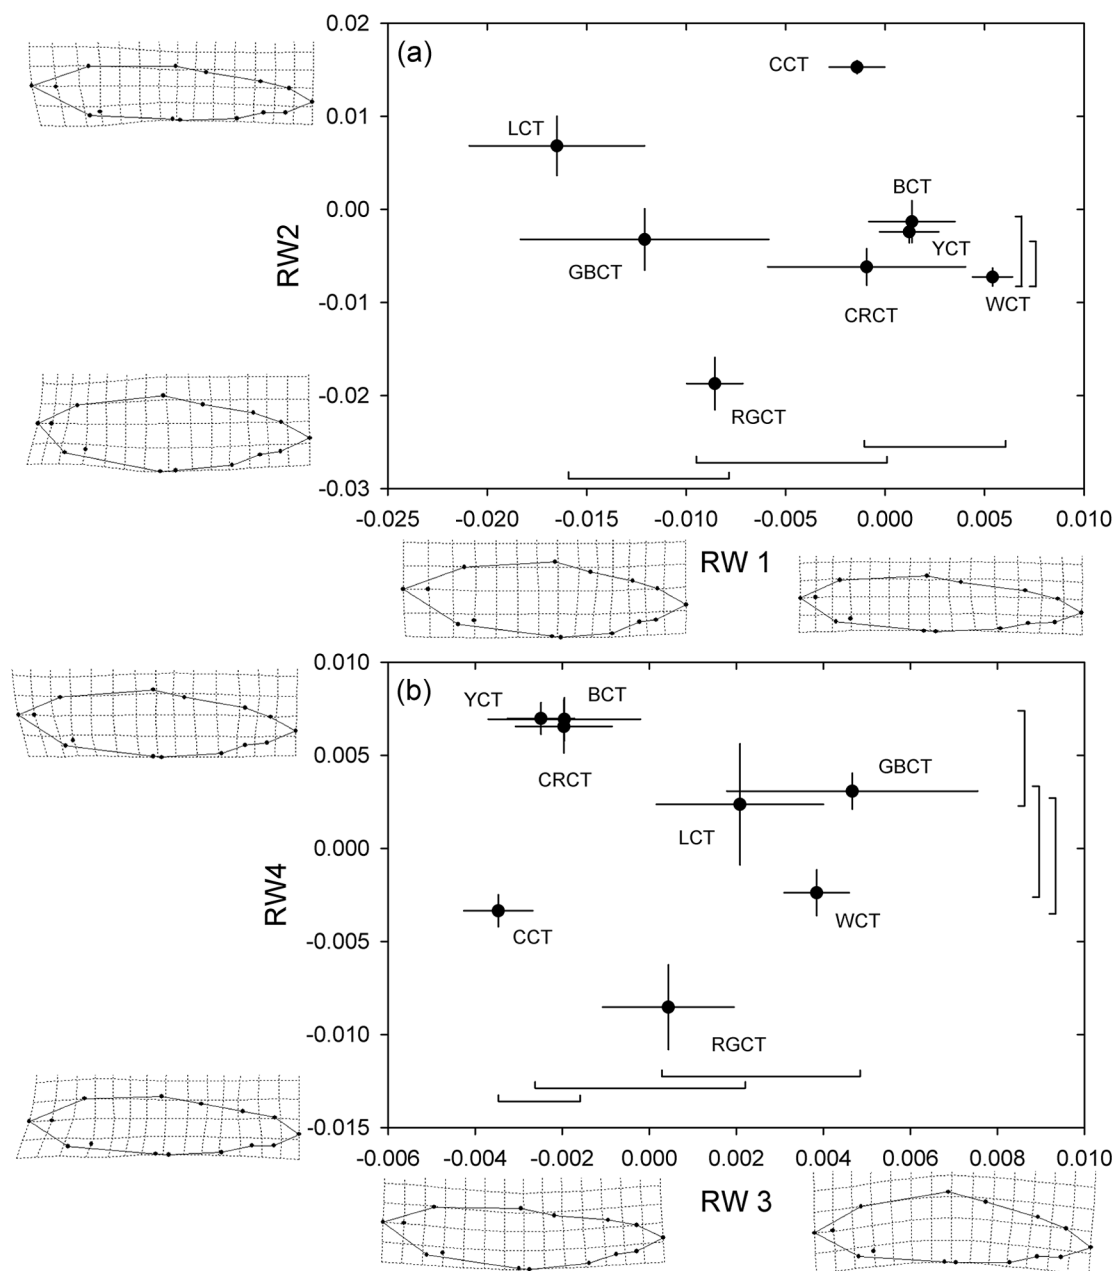 (a)
0.02
0.01
0.00
-0.01
-0.02
-0.03
RW2
CCT
LCT
BCT
GBCT
YCT
CRCT
WCT
RGCT
-0.025 -0.020 -0.015 -0.010 -0.005 0.000 0.005 0.010
RW 1
(b)
0.010
0.005
0.000
-0.005
-0.010
-0.015
RW4
YCT
BCT
CRCT
GBCT
LCT
WCT
CCT
RGCT
-0.006 -0.004 -0.002 0.000 0.002 0.004 0.006 0.008 0.010
RW 3